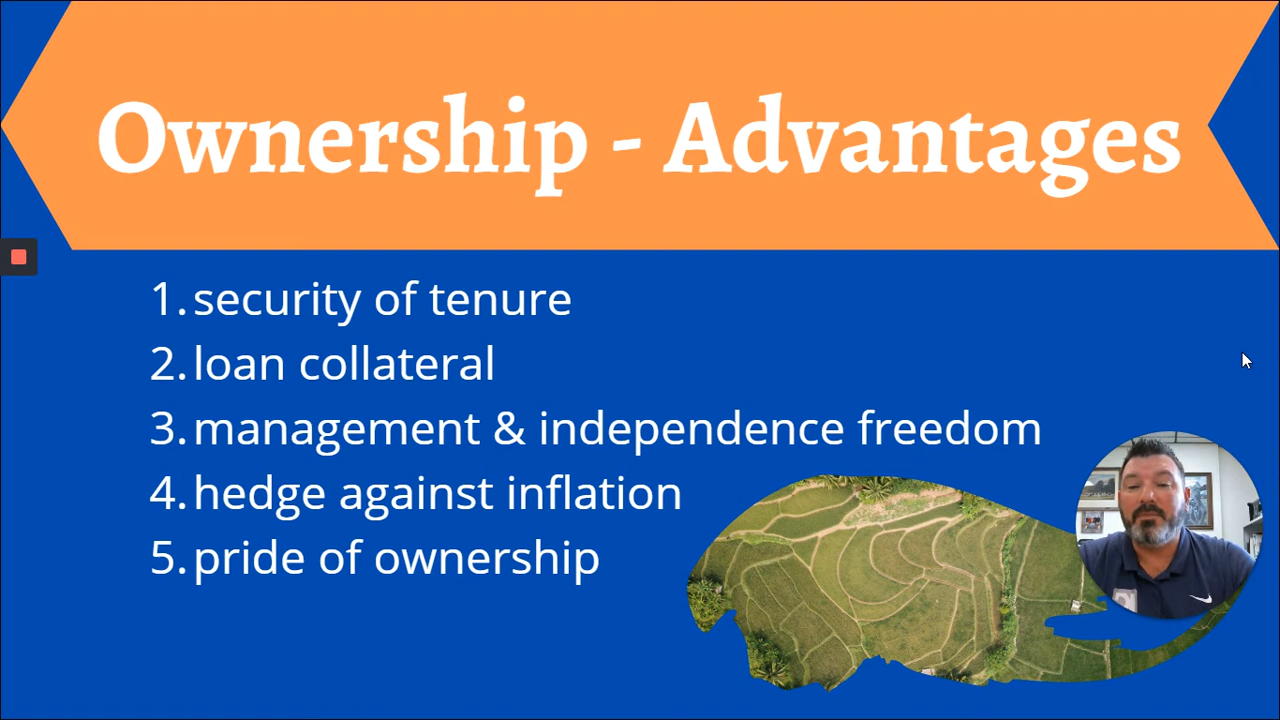 Ownership - Advantages
1. security of tenure
2. loan collateral
3. management & independence freedom
4. hedge against inflation
5. pride of ownership